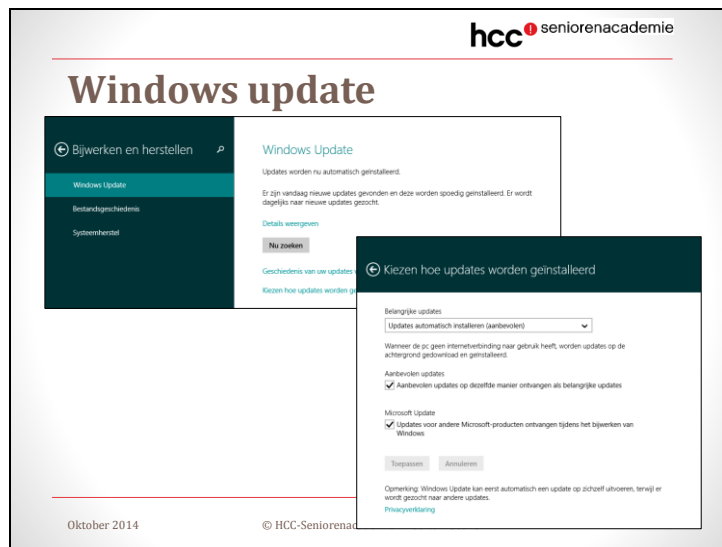 hcc! seniorenacademie
Windows update
Bijwerken en herstellen
Windows Update
Bestandsgeschiedenis
Systeemherstel
Windows Update
Updates worden nu automatisch geïnstalleerd.
Er zijn vandaag nieuwe updates gevonden en deze worden spoedig geïnstalleerd. Er wordt
dagelijks naar nieuwe updates gezocht.
Details weergeven
Nu zoeken
Geschiedenis van uw updates
Kiezen hoe updates worden
Kiezen hoe updates worden geïnstalleerd
Belangrijke updates
Updates automatisch installeren (aanbevolen)
Wanneer de pc geen internetverbinding naar gebruik heeft, worden updates op de
achtergrond gedownload en geïnstalleerd.
Aanbevolen updates
Aanbevolen updates op dezelfde manier ontvangen als belangrijke updates
Microsoft Update
Updates voor andere Microsoft-producten ontvangen tijdens het bijwerken van
Windows
Toepassen Annuleren
Opmerking: Windows Update kan eerst automatisch een update op zichzelf uitvoeren, terwijl er
wordt gezocht naar andere updates.
Privacyverklaring
Oktober 2014 © HCC-Seniorenac